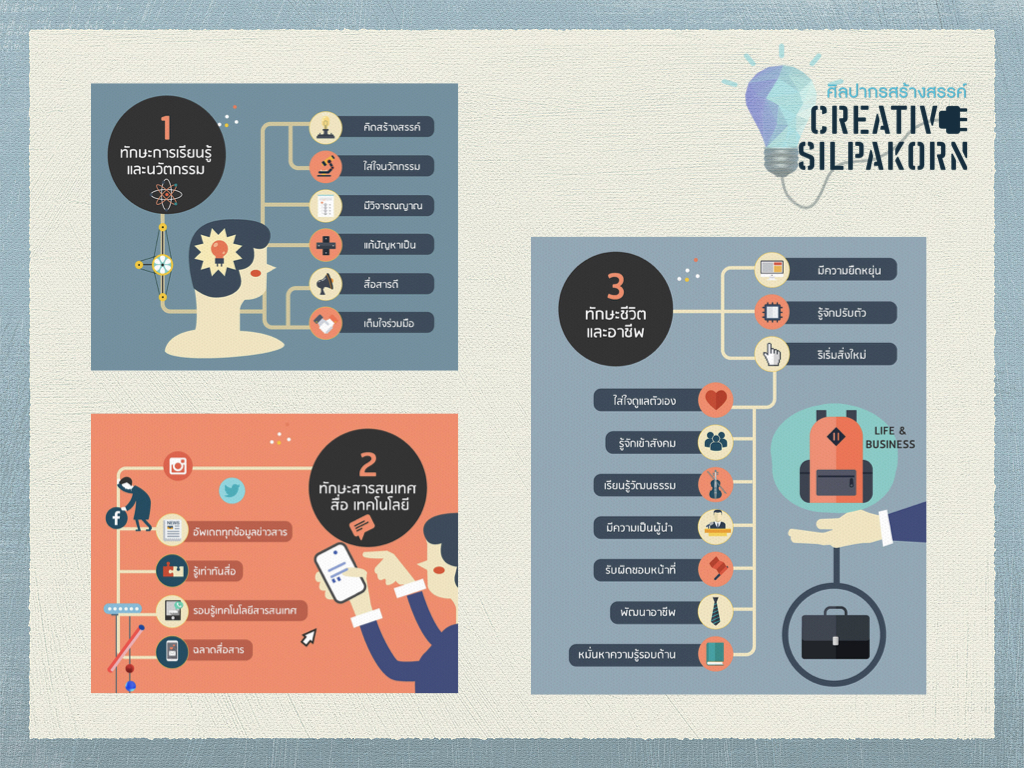 ศิลปากรสร้างสรรค์
CREATIVE
SILPAKORN
1
ทักษะการเรียนรู้
และนวัตกรรม
คิดสร้างสรรค์
ใส่ใจนวัตกรรม
มีวิจารณญาณ
แก้ปัญหาเป็น
สื่อสารดี
เต็มใจร่วมมือ
2
ทักษะสารสนเทศ
สื่อ เทคโนโลยี
อัพเดตทุกข้อมูลข่าวสาร
NEWS
รู้เท่าทันสื่อ
รอบรู้เทคโนโลยีสารสนเทศ
ฉลาดสื่อสาร
3
ทักษะชีวิต
และอาชีพ
มีความยืดหยุ่น
รู้จักปรับตัว
ริเริ่มสิ่งใหม่
ใส่ใจดูแลตัวเอง
รู้จักเข้าสังคม
เรียนรู้วัฒนธรรม
มีความเป็นผู้นำ
รับผิดชอบหน้าที่
พัฒนาอาชีพ
หมั่นหาความรู้รอบด้าน
LIFE &
BUSINESS